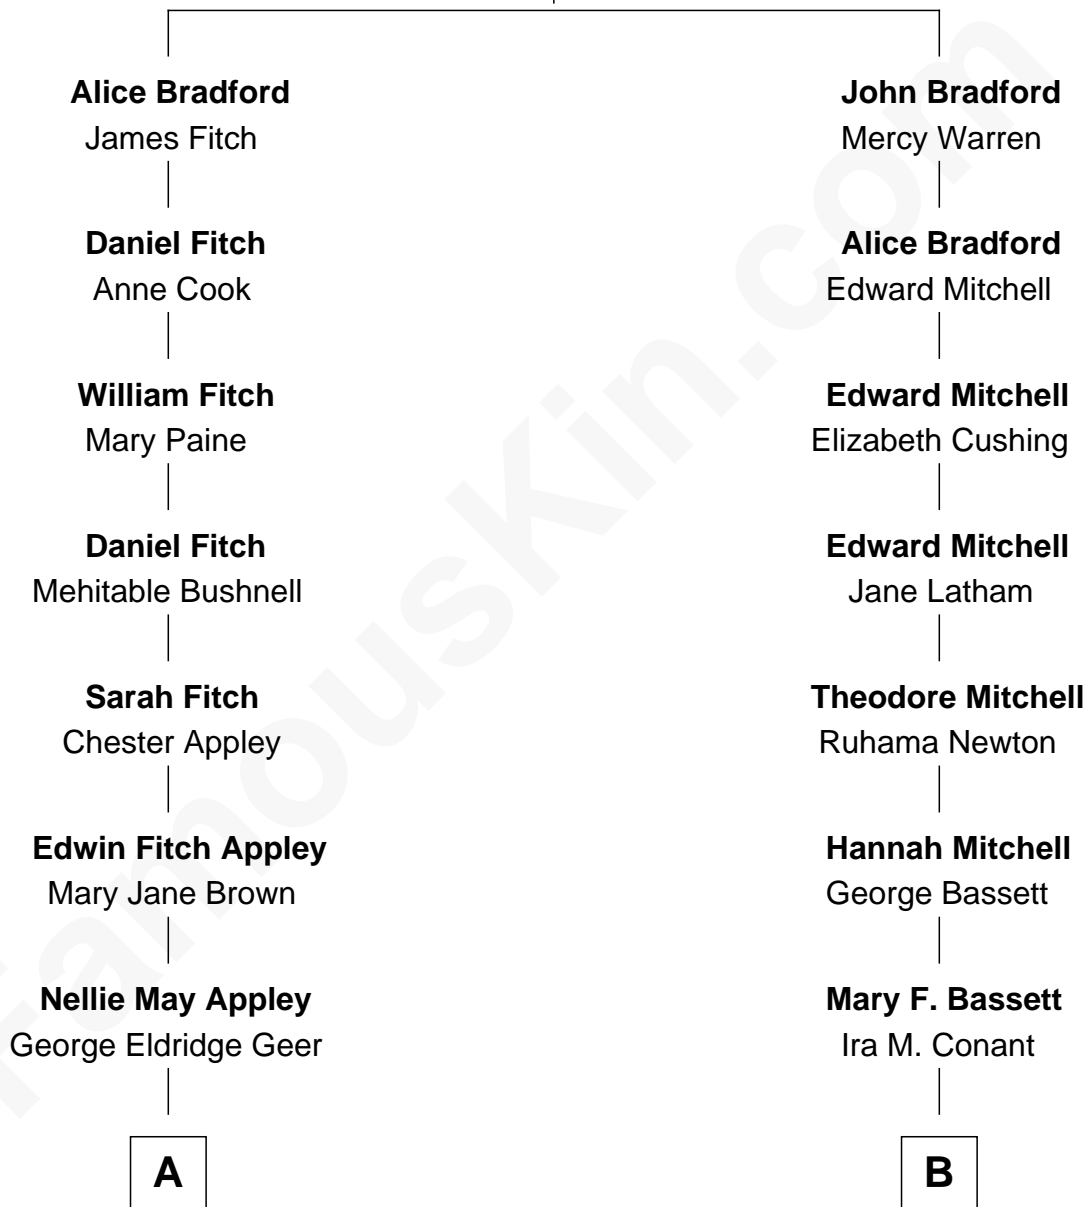 Alice Bradford
James Fitch
Daniel Fitch
Anne Cook
William Fitch
Mary Paine
Daniel Fitch
Mehitable Bushnell
Sarah Fitch
Chester Appley
Edwin Fitch Appley
Mary Jane Brown
Nellie May Appley
George Eldridge Geer
A
John Bradford
Mercy Warren
Alice Bradford
Edward Mitchell
Edward Mitchell
Elizabeth Cushing
Edward Mitchell
Jane Latham
Theodore Mitchell
Ruhama Newton
Hannah Mitchell
George Bassett
Mary F. Bassett
Ira M. Conant
B
FamousKin.com